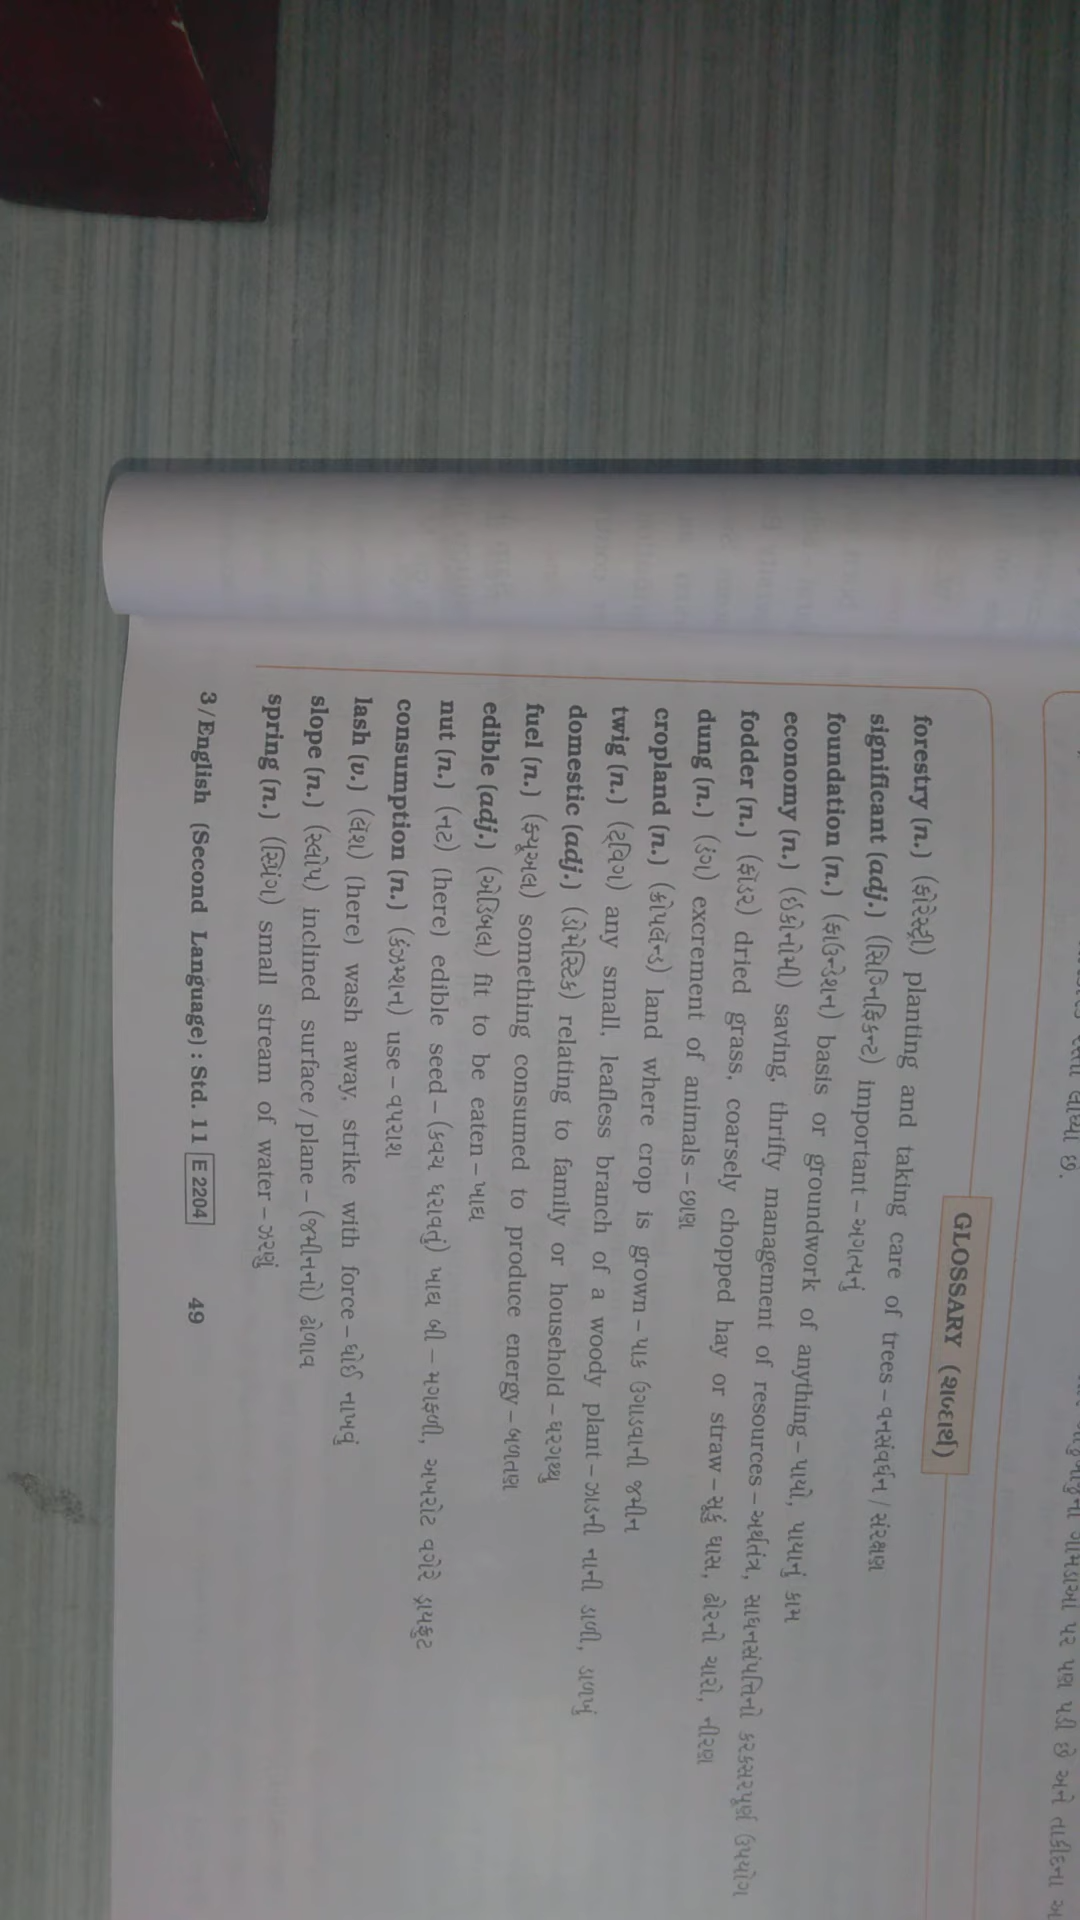 GLOSSARY (શબ્દાર્થ)
forestry (n.) (ફોરેસ્ટ્રી) planting and taking care of trees – વનસંવર્ધન / સંરક્ષણ
significant (adj.) (સિગ્નિફિકન્ટ) important – અગત્યનું
foundation (n.) (ફાઉન્ડેશન) basis or groundwork of anything – પાયો, પાયાનું કામ
economy (n.) (ઈકોનોમી) saving, thrifty management of resources – અર્થતંત્ર, સાધનસંપત્તિનો કરકસરપૂર્ણ ઉપયોગ
fodder (n.) (ફૉડર) dried grass, coarsely chopped hay or straw – સૂકું ઘાસ, ઢોરનો ચારો, નીરણ
dung (n.) (ડંગ) excrement of animals – છાણ
cropland (n.) (ક્રોપલૅન્ડ) land where crop is grown – પાક ઉગાડવાની જમીન
twig (n.) (ટ્વિગ) any small, leafless branch of a woody plant – ઝાડની નાની ડાળી, ડાળખું
domestic (adj.) (ડોમેસ્ટિક) relating to family or household – ઘરગથ્થુ
fuel (n.) (ફ્યૂઅલ) something consumed to produce energy – બળતણ
edible (adj.) (એડિબલ) fit to be eaten – ખાદ્ય
nut (n.) (નટ) (here) edible seed – (કવચ ધરાવતું) ખાદ્ય બી – મગફળી, અખરોટ વગેરે ડ્રાયફ્રુટ
consumption (n.) (કંઝમ્પ્શન) use – વપરાશ
lash (v.) (લૅશ) (here) wash away, strike with force – ધોઈ નાખવું
slope (n.) (સ્લોપ) inclined surface / plane – (જમીનનો) ઢોળાવ
spring (n.) (સ્પ્રિંગ) small stream of water – ઝરણું
3 / English (Second Language) : Std. 11 E 2204 49